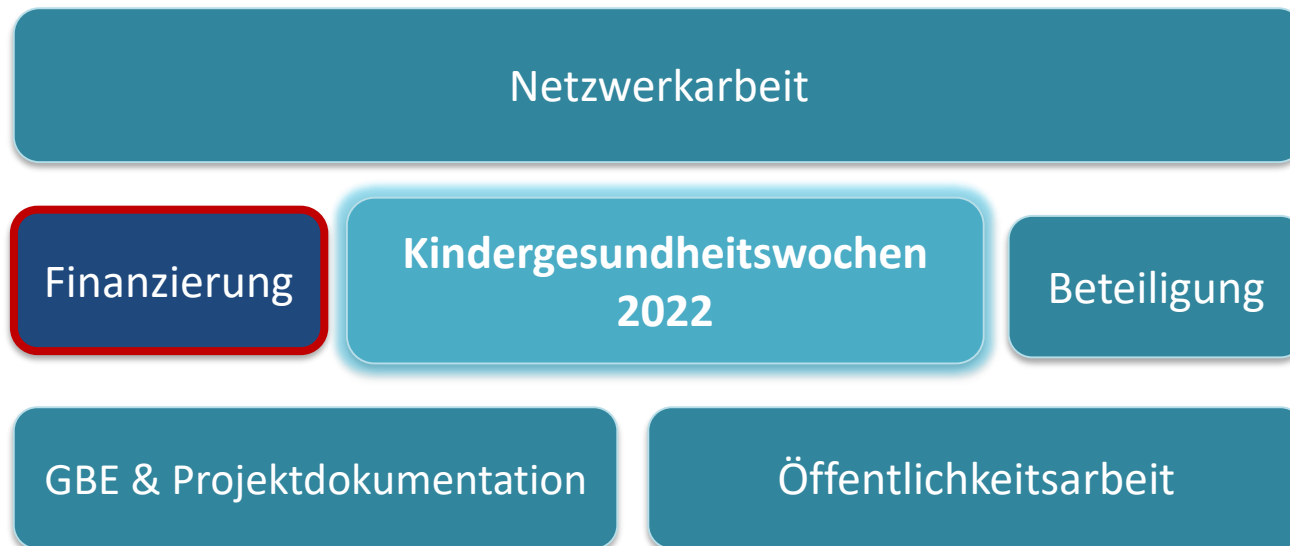 Netzwerkarbeit
Finanzierung
Kindergesundheitswochen
2022
Beteiligung
GBE & Projektdokumentation
Öffentlichkeitsarbeit